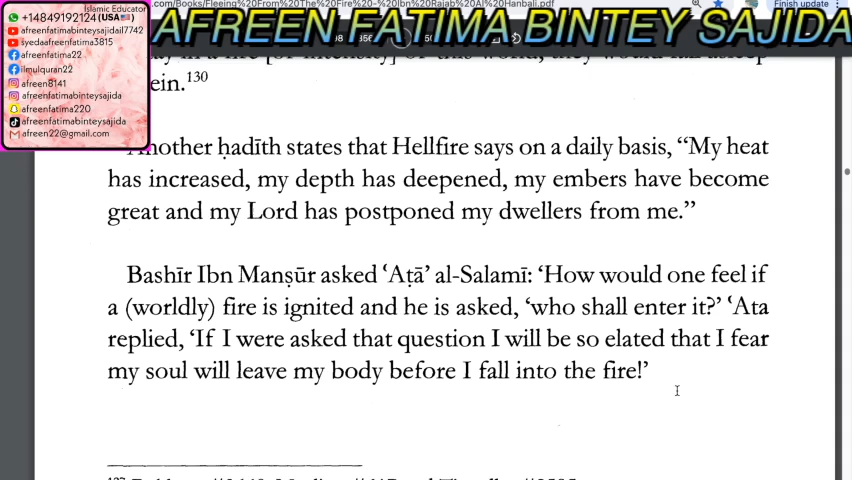 Islamic Educator
+14849192124 (USA🇺🇸)
afreenfatimabinteysajidail7742
syedaafreenfatima3815
afreenfatima22
ilmulquran22
afreen8141
afreenfatimabinteysajida
afreenfatima220
afreenfatimabinteysajida
afreen22@gmail.com
.com/Books/Fleeing%20From%20The%20Fire%20-%20Ibn%20Rajab%20Al%20Hanbali.pdf
Finish update
AFREEN FATIMA BINTEY SAJIDA
ein.130
Another ḥadīth states that Hellfire says on a daily basis, “My heat
has increased, my depth has deepened, my embers have become
great and my Lord has postponed my dwellers from me.”
Bashīr Ibn Manṣūr asked ‘Aṭā’ al-Salamī: ‘How would one feel if
a (worldly) fire is ignited and he is asked, ‘who shall enter it?’ ‘Ata
replied, ‘If I were asked that question I will be so elated that I fear
my soul will leave my body before I fall into the fire!’